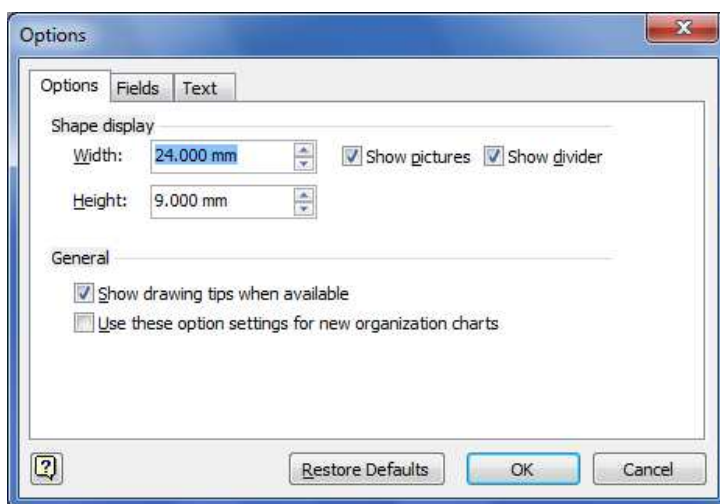 Options
Options Fields Text
Shape display
Width: 24.000 mm Show pictures Show divider
Height: 9.000 mm
General
Show drawing tips when available
Use these option settings for new organization charts
? Restore Defaults OK Cancel